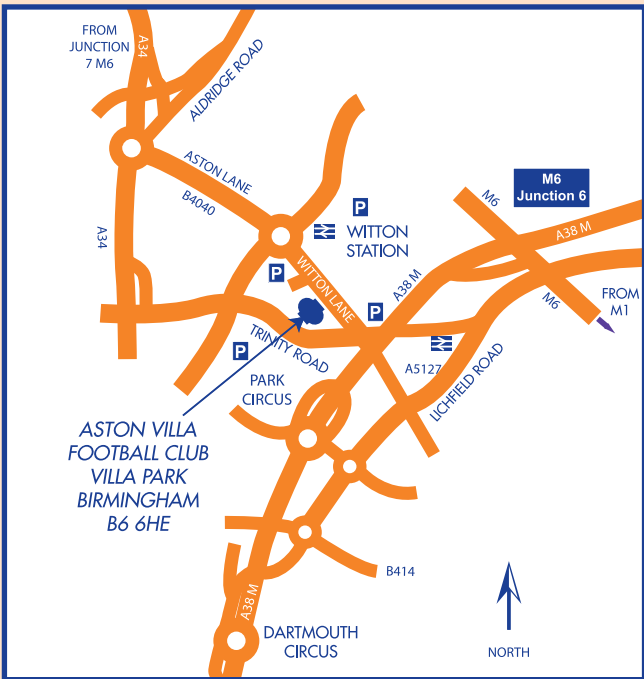 FROM
JUNCTION
7 M6
A34
ALDRIDGE ROAD
ASTON LANE
B4040
A34
P
WITTON
STATION
M6
Junction 6
M6
A38 M
M6
FROM
M1
P
WITTON LANE
A38 M
P
TRINITY ROAD
P
A5127
LICHFIELD ROAD
PARK
CIRCUS
ASTON VILLA
FOOTBALL CLUB
VILLA PARK
BIRMINGHAM
B6 6HE
B414
A38 M
DARTMOUTH
CIRCUS
NORTH